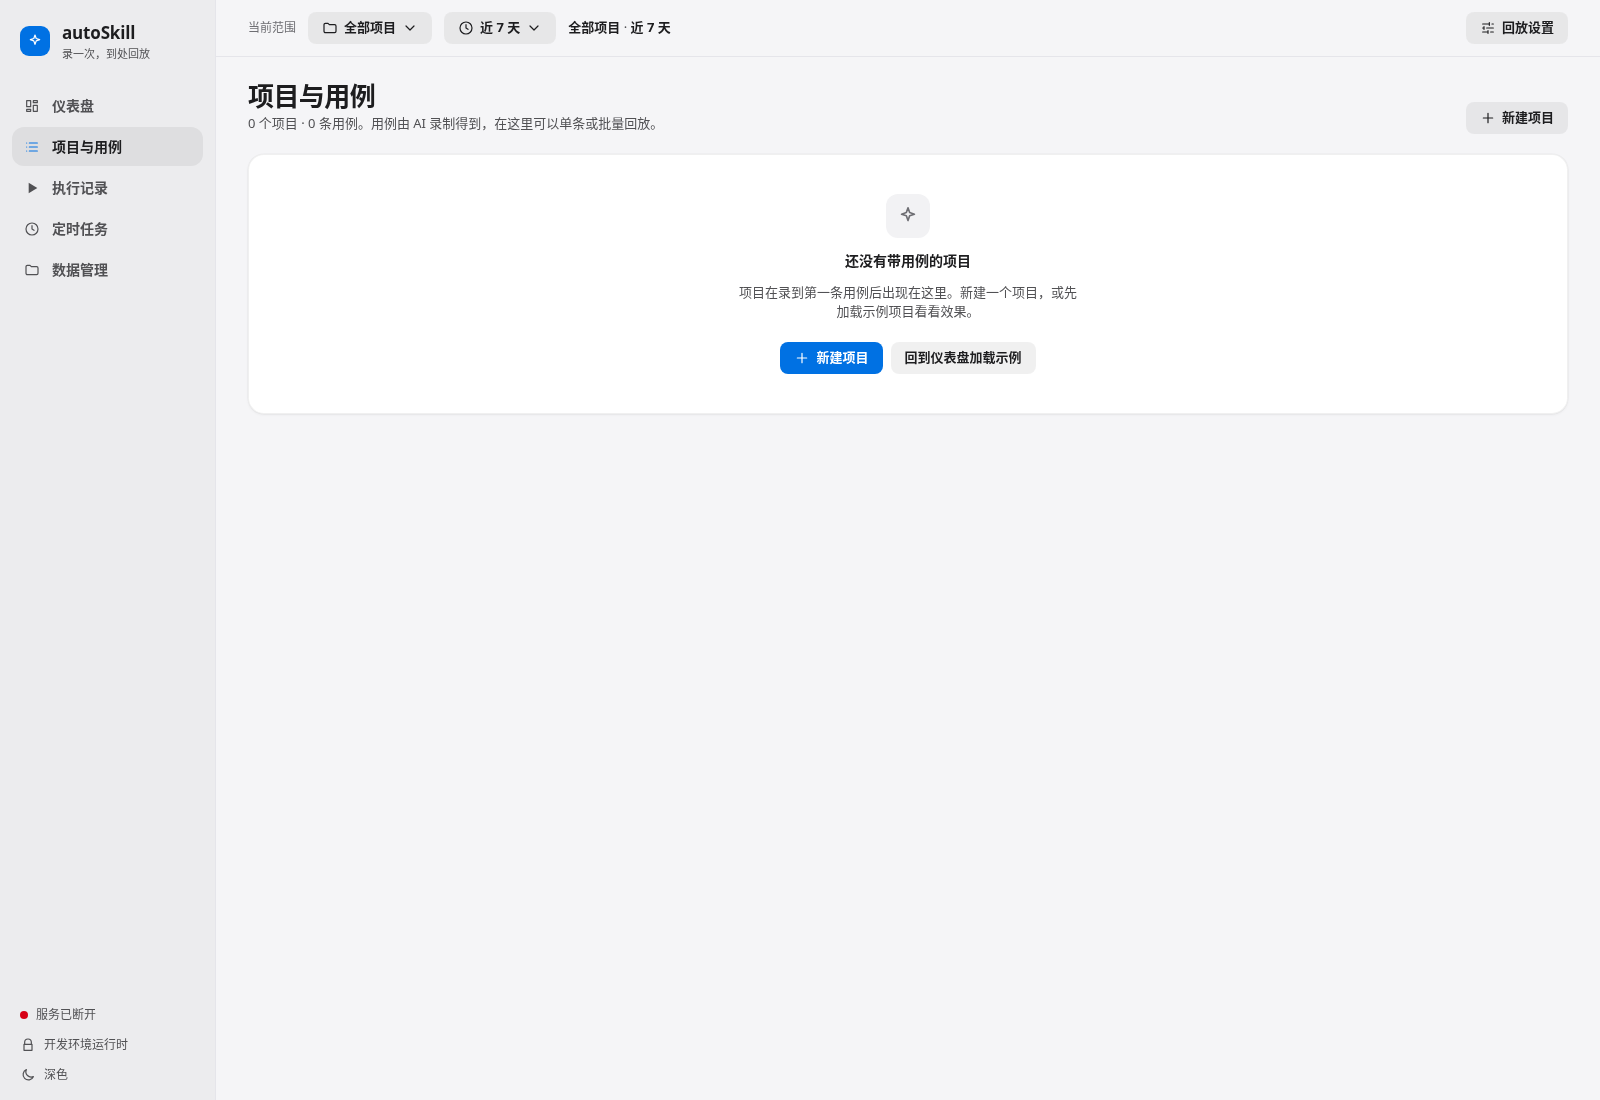 autoSkill
录一次，到处回放
仪表盘
项目与用例
执行记录
定时任务
数据管理
服务已断开
开发环境运行时
深色
当前范围
全部项目
近 7 天
全部项目 · 近 7 天
回放设置
项目与用例
0 个项目 · 0 条用例。用例由 AI 录制得到，在这里可以单条或批量回放。
新建项目
还没有带用例的项目
项目在录到第一条用例后出现在这里。新建一个项目，或先
加载示例项目看看效果。
新建项目
回到仪表盘加载示例